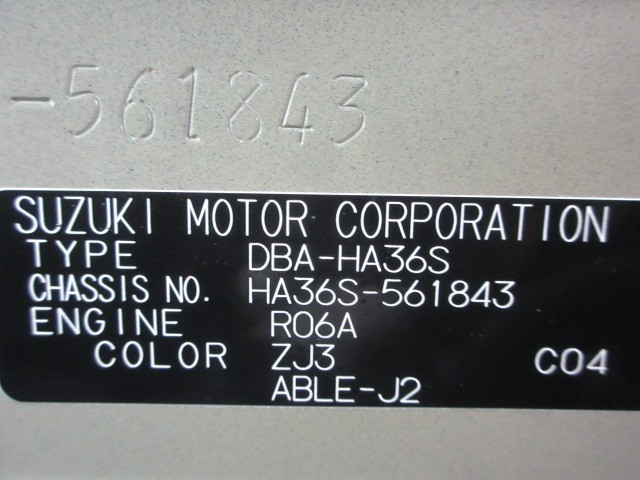 -561843
SUZUKI MOTOR CORPORATION
TYPE DBA-HA36S
CHASSIS NO. HA36S-561843
ENGINE R06A
COLOR ZJ3 C04
ABLE-J2